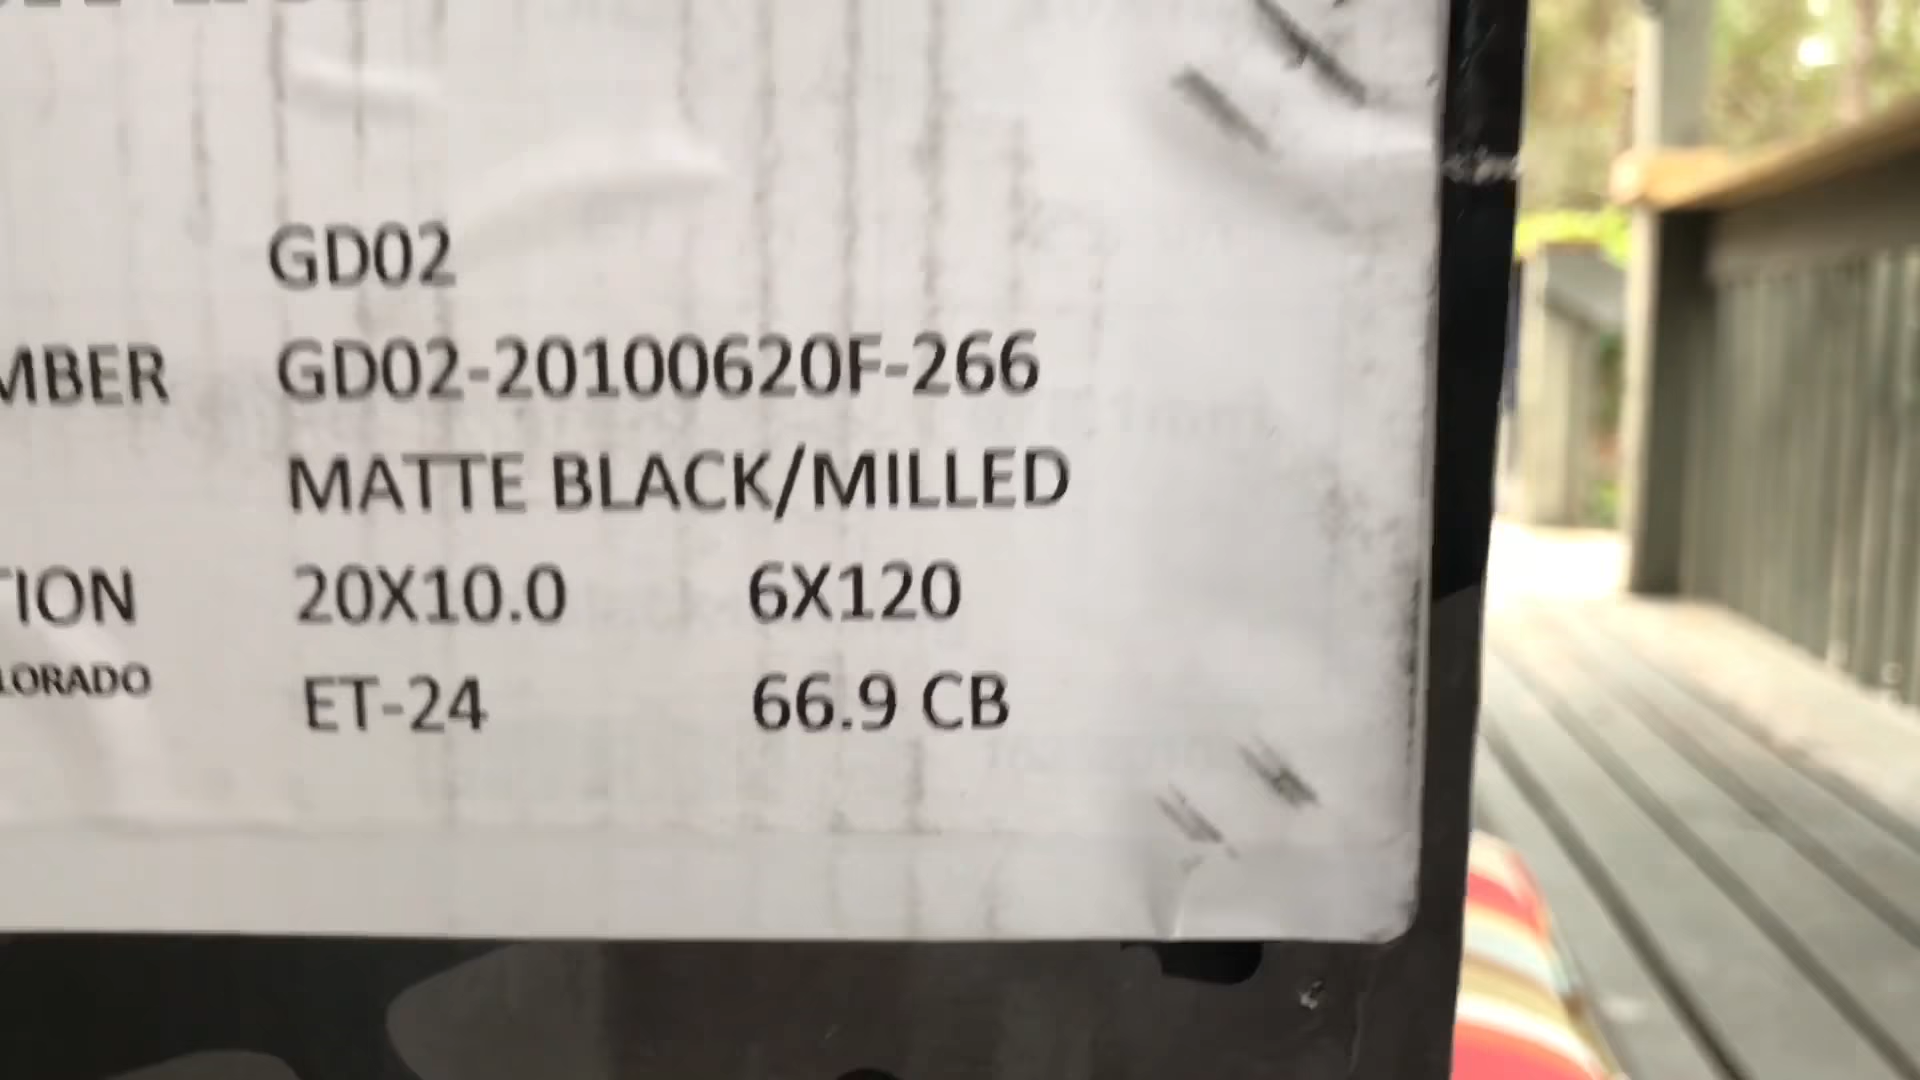 GD02
MBER GD02-20100620F-266
MATTE BLACK/MILLED
TION 20X10.0 6X120
LORADO ET-24 66.9 CB